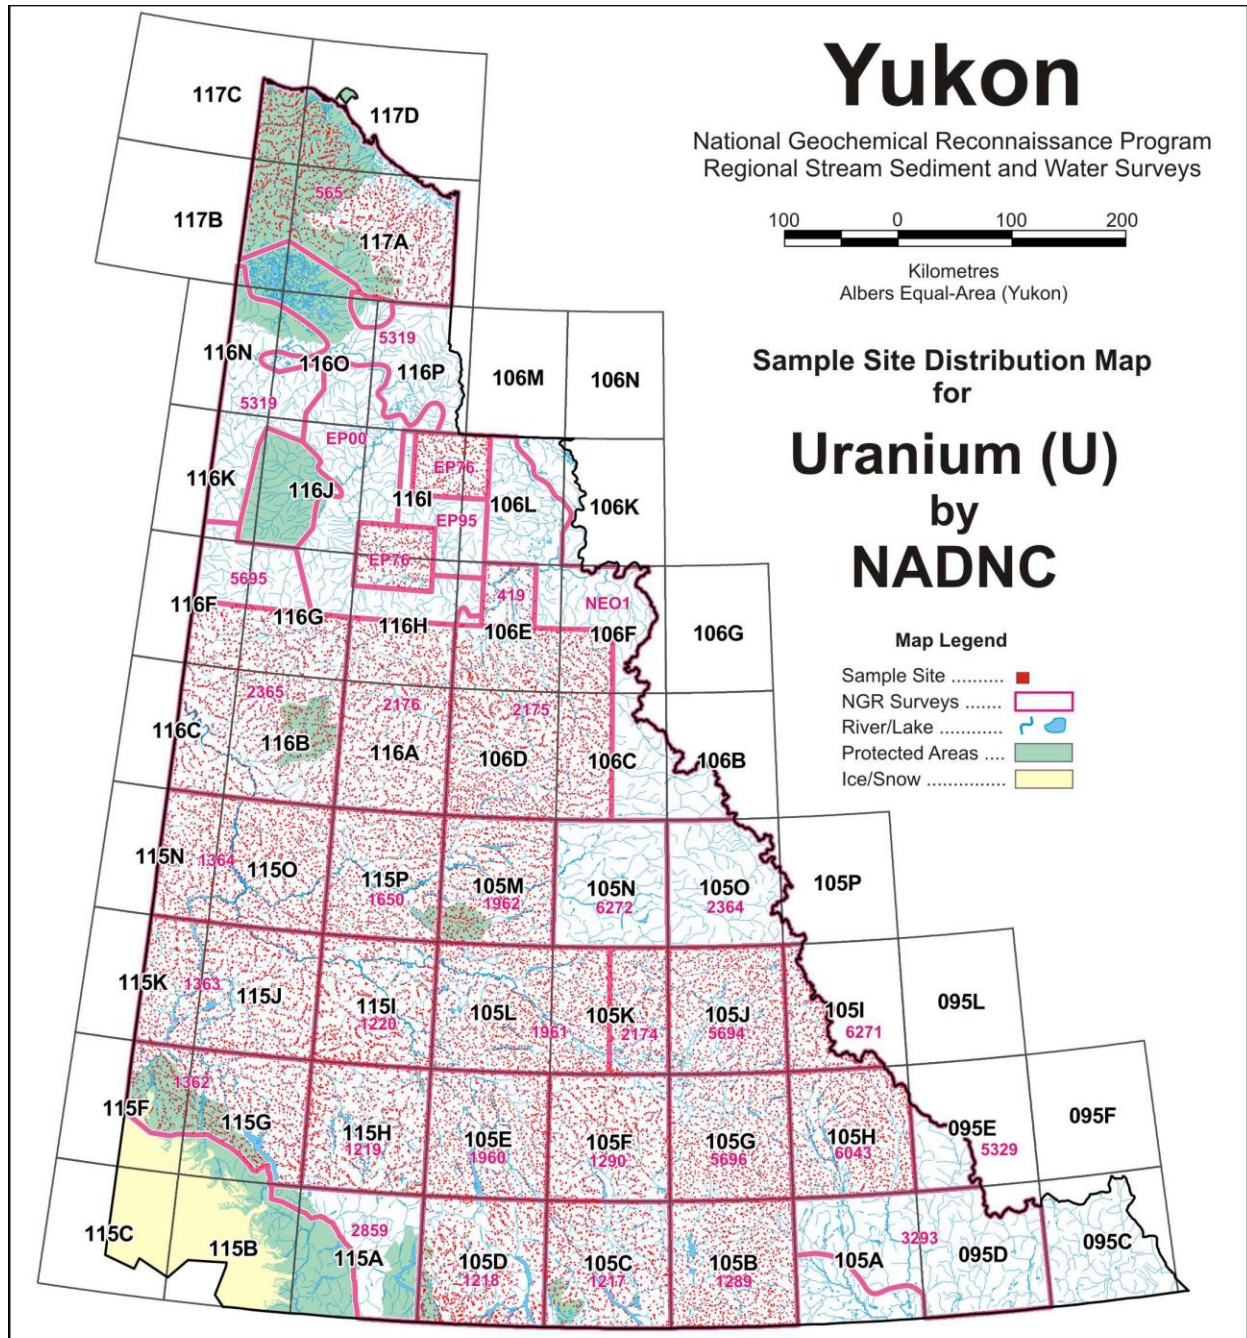 Yukon
National Geochemical Reconnaissance Program
Regional Stream Sediment and Water Surveys
100 0 100 200
Kilometres
Albers Equal-Area (Yukon)
Sample Site Distribution Map
for
Uranium (U)
by
NADNC
Map Legend
Sample Site ..........
NGR Surveys .......
River/Lake ............
Protected Areas ....
Ice/Snow ...............
117C
117D
565
117B
117A
5319
116N
116O
116P
106M
106N
5319
EP00
EP76
116K
116J
116I
106L
106K
EP95
EP76
5695
419
NEO1
116F
116G
116H
106E
106F
106G
2365
2176
2175
116C
116B
116A
106D
106C
106B
115N
1364
115O
115P
1650
105M
1962
105N
6272
105O
2364
105P
115K
1363
115J
115I
1220
105L
1961
105K
2174
105J
5694
105I
6271
095L
1362
115F
115G
115H
1219
105E
1960
105F
1290
105G
5696
105H
6043
095E
5329
095F
115C
115B
2859
115A
105D
1218
105C
1217
105B
1289
105A
3293
095D
095C